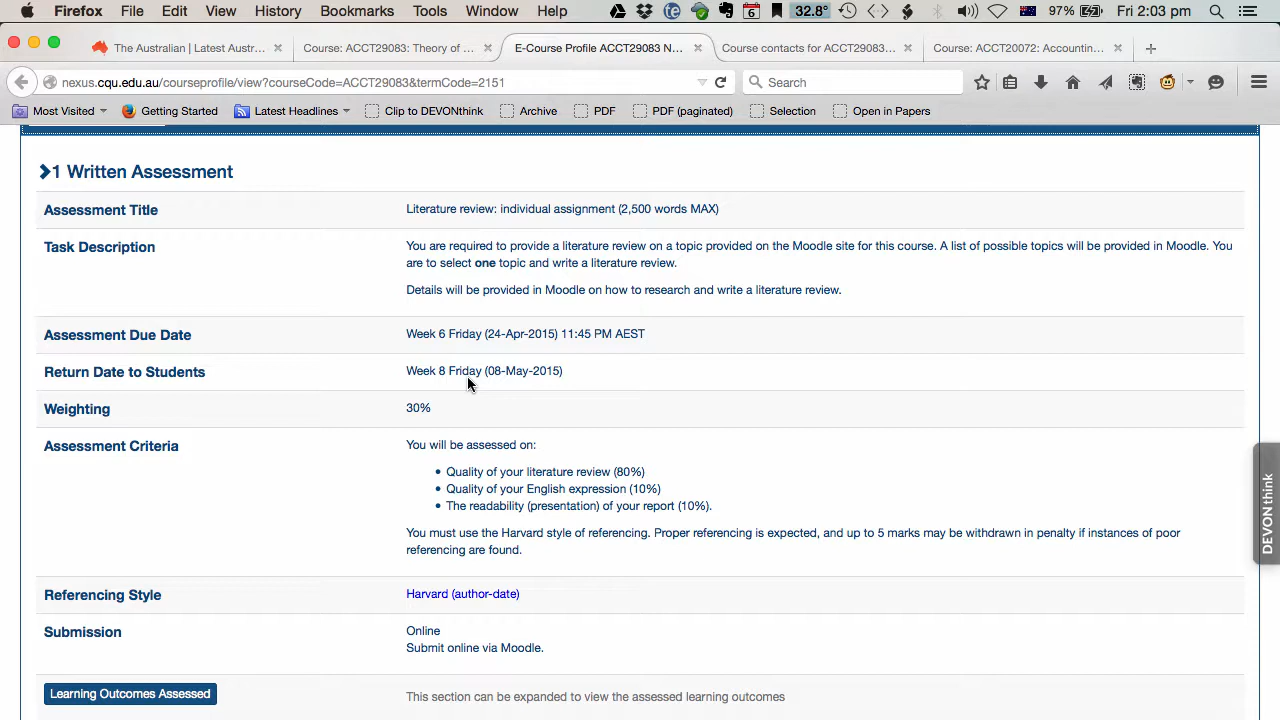 Firefox File Edit View History Bookmarks Tools Window Help 6 32.8° 97% Fri 2:03 pm
The Australian | Latest Austr... Course: ACCT29083: Theory of ... E-Course Profile ACCT29083 N... Course contacts for ACCT29083... Course: ACCT20072: Accountin...
nexus.cqu.edu.au/courseprofile/view?courseCode=ACCT29083&termCode=2151 Search
Most Visited Getting Started Latest Headlines Clip to DEVONthink Archive PDF PDF (paginated) Selection Open in Papers
1 Written Assessment
Assessment Title Literature review: individual assignment (2,500 words MAX)
Task Description You are required to provide a literature review on a topic provided on the Moodle site for this course. A list of possible topics will be provided in Moodle. You
are to select one topic and write a literature review.
Details will be provided in Moodle on how to research and write a literature review.
Assessment Due Date Week 6 Friday (24-Apr-2015) 11:45 PM AEST
Return Date to Students Week 8 Friday (08-May-2015)
Weighting 30%
Assessment Criteria You will be assessed on:
• Quality of your literature review (80%)
• Quality of your English expression (10%)
• The readability (presentation) of your report (10%).
You must use the Harvard style of referencing. Proper referencing is expected, and up to 5 marks may be withdrawn in penalty if instances of poor
referencing are found.
Referencing Style Harvard (author-date)
Submission Online
Submit online via Moodle.
Learning Outcomes Assessed This section can be expanded to view the assessed learning outcomes
DEVONthink